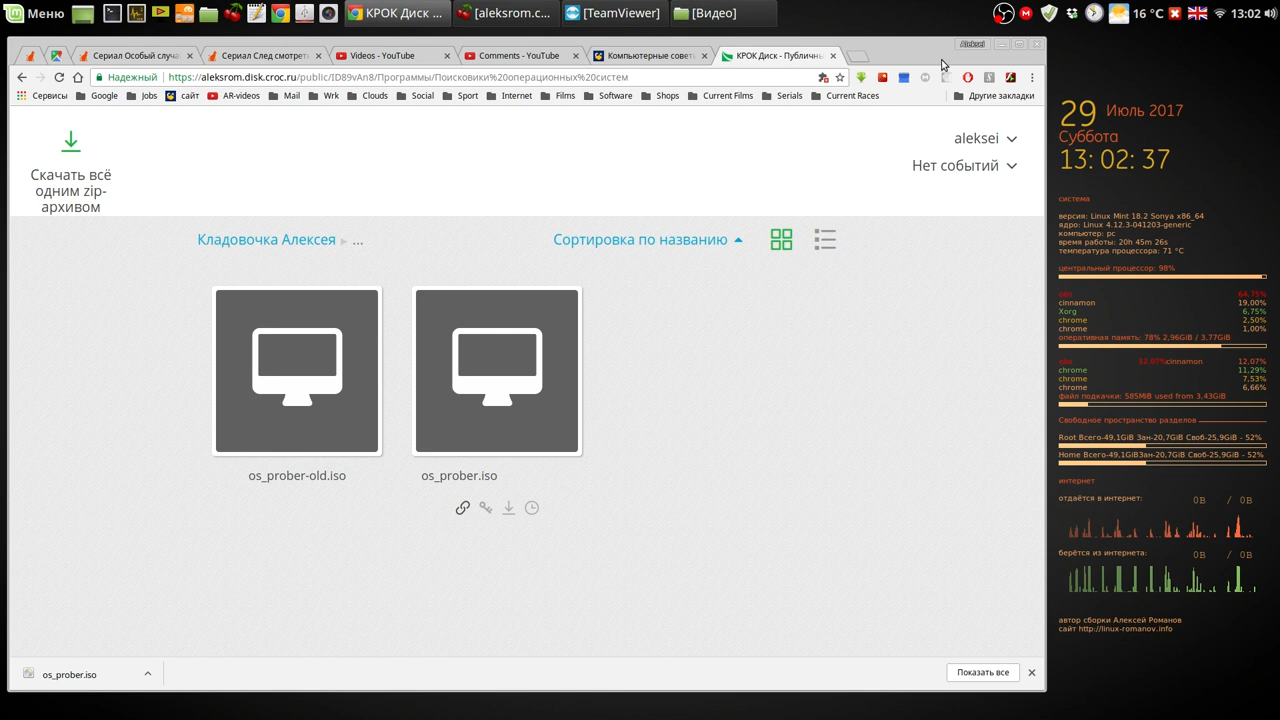 Меню
КРОК Диск ...
[aleksrom.c...
[TeamViewer]
[Видео]
16 °C
13:02
Сериал Особый случа
Сериал След смотреть
Videos - YouTube
Comments - YouTube
Компьютерные совет
КРОК Диск - Публичны
Aleksei
Надежный
https://aleksrom.disk.croc.ru/public/ID89vAn8/Программы/Поисковики%20операционных%20систем
Сервисы
Google
Jobs
сайт
AR-videos
Mail
Wrk
Clouds
Social
Sport
Internet
Films
Software
Shops
Current Films
Serials
Current Races
Другие закладки
Скачать всё
одним zip-
архивом
aleksei
Нет событий
Кладовочка Алексея
...
Сортировка по названию
os_prober-old.iso
os_prober.iso
os_prober.iso
Показать все
29 Июль 2017
Суббота
13: 02: 37
система
версия: Linux Mint 18.2 Sonya x86_64
ядро: Linux 4.12.3-041203-generic
компьютер: pc
время работы: 20h 45m 26s
температура процессора: 71 °C
центральный процессор: 98%
obs 64,75%
cinnamon 19,00%
Xorg 6,75%
chrome 2,50%
chrome 1,00%
оперативная память: 78% 2,96GiB / 3,77GiB
cinnamon 12,07%
chrome 11,29%
chrome 7,53%
chrome 6,66%
файл подкачки: 585MiB used from 3,43GiB
Свободное пространство разделов
Root Всего-49,1GiB Зан-20,7GiB Своб-25,9GiB - 52%
Home Всего-49,1GiBЗан-20,7GiB Своб-25,9GiB - 52%
интернет
отдаётся в интернет: 0B / 0B
берётся из интернета: 0B / 0B
автор сборки Алексей Романов
сайт http://linux-romanov.info